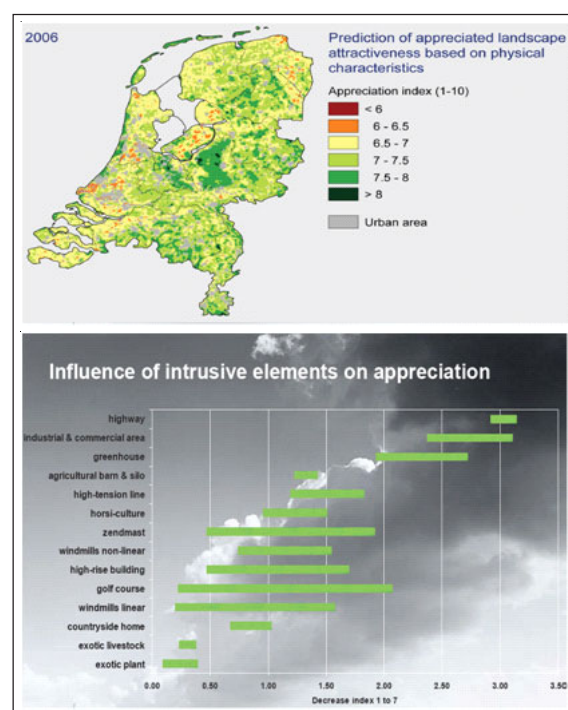 2006
Prediction of appreciated landscape
attractiveness based on physical
characteristics
Appreciation index (1-10)
< 6
6 - 6.5
6.5 - 7
7 - 7.5
7.5 - 8
> 8
Urban area
Influence of intrusive elements on appreciation
highway
industrial & commercial area
greenhouse
agricultural barn & silo
high-tension line
horsi-culture
zendmast
windmills non-linear
high-rise building
golf course
windmills linear
countryside home
exotic livestock
exotic plant
0.00 0.50 1.00 1.50 2.00 2.50 3.00 3.50
Decrease index 1 to 7